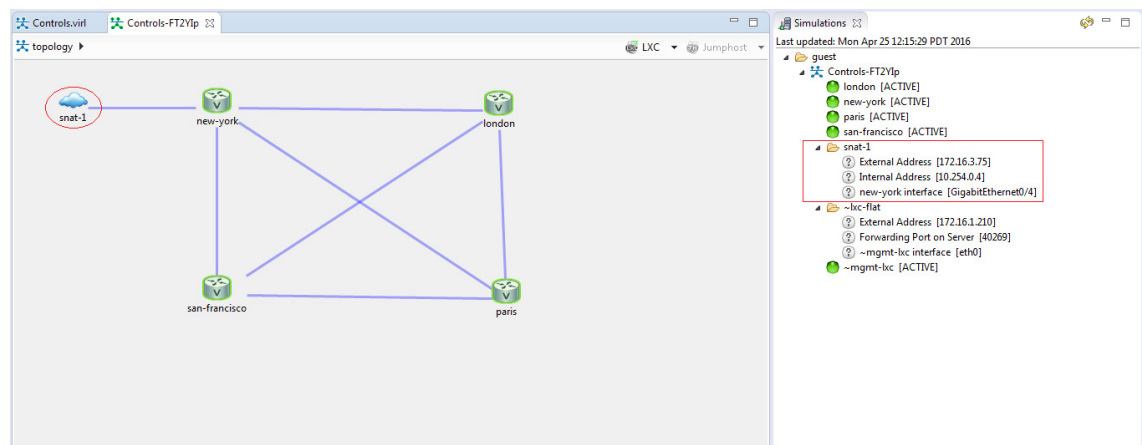 Controls.virl
Controls-FT2YIp
topology
LXC
Jumphost
snat-1
new-york
london
san-francisco
paris
Simulations
Last updated: Mon Apr 25 12:15:29 PDT 2016
guest
Controls-FT2YIp
london [ACTIVE]
new-york [ACTIVE]
paris [ACTIVE]
san-francisco [ACTIVE]
snat-1
External Address [172.16.3.75]
Internal Address [10.254.0.4]
new-york interface [GigabitEthernet0/4]
~lxc-flat
External Address [172.16.1.210]
Forwarding Port on Server [40269]
~mgmt-lxc interface [eth0]
~mgmt-lxc [ACTIVE]